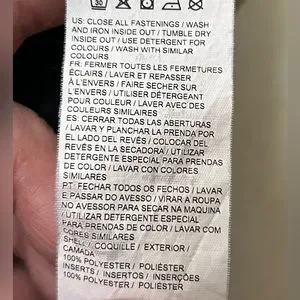 30
US: CLOSE ALL FASTENINGS / WASH
AND IRON INSIDE OUT / TUMBLE DRY
INSIDE OUT / USE DETERGENT FOR
COLOURS / WASH WITH SIMILAR
COLOURS
FR: FERMER TOUTES LES FERMETURES
ÉCLAIRS / LAVER ET REPASSER
À L'ENVERS / FAIRE SECHER SUR
L'ENVERS / UTILISER DÉTERGENT
POUR COULEUR / LAVER AVEC DES
COULEURS SIMILAIRES
ES: CERRAR TODAS LAS ABERTURAS
/ LAVAR Y PLANCHAR LA PRENDA POR
EL LADO DEL REVÉS / COLOCAR DEL
REVÉS EN LA SECADORA / UTILIZAR
DETERGENTE ESPECIAL PARA PRENDAS
DE COLOR / LAVAR CON COLORES
SIMILARES
PT: FECHAR TODOS OS FECHOS / LAVAR
E PASSAR DO AVESSO / VIRAR A ROUPA
NO AVESSOR PARA SECAR NA MAQUINA
/ UTILIZAR DETERGENTE ESPECIAL
PARA PRENDAS DE COLOR / LAVAR COM
CORES SIMILARES
SHELL / COQUILLE / EXTERIOR /
CAMADA
100% POLYESTER / POLIÉSTER
INSERTS / INSERTOS / INSERÇÕES
100% POLYESTER / POLIÉSTER